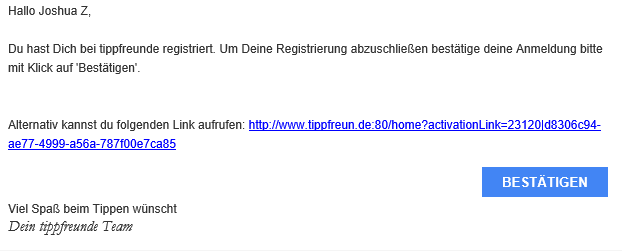 Hallo Joshua Z,
Du hast Dich bei tippfreunde registriert. Um Deine Registrierung abzuschließen bestätige deine Anmeldung bitte
mit Klick auf 'Bestätigen'.
Alternativ kannst du folgenden Link aufrufen: http://www.tippfreun.de:80/home?activationLink=23120|d8306c94-
ae77-4999-a56a-787f00e7ca85
BESTÄTIGEN
Viel Spaß beim Tippen wünscht
Dein tippfreunde Team